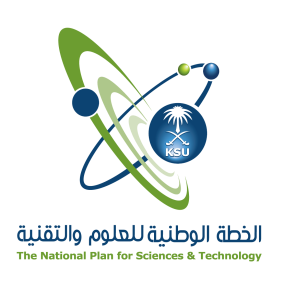 KSU
الخطة الوطنية للعلوم والتقنية
The National Plan for Sciences & Technology